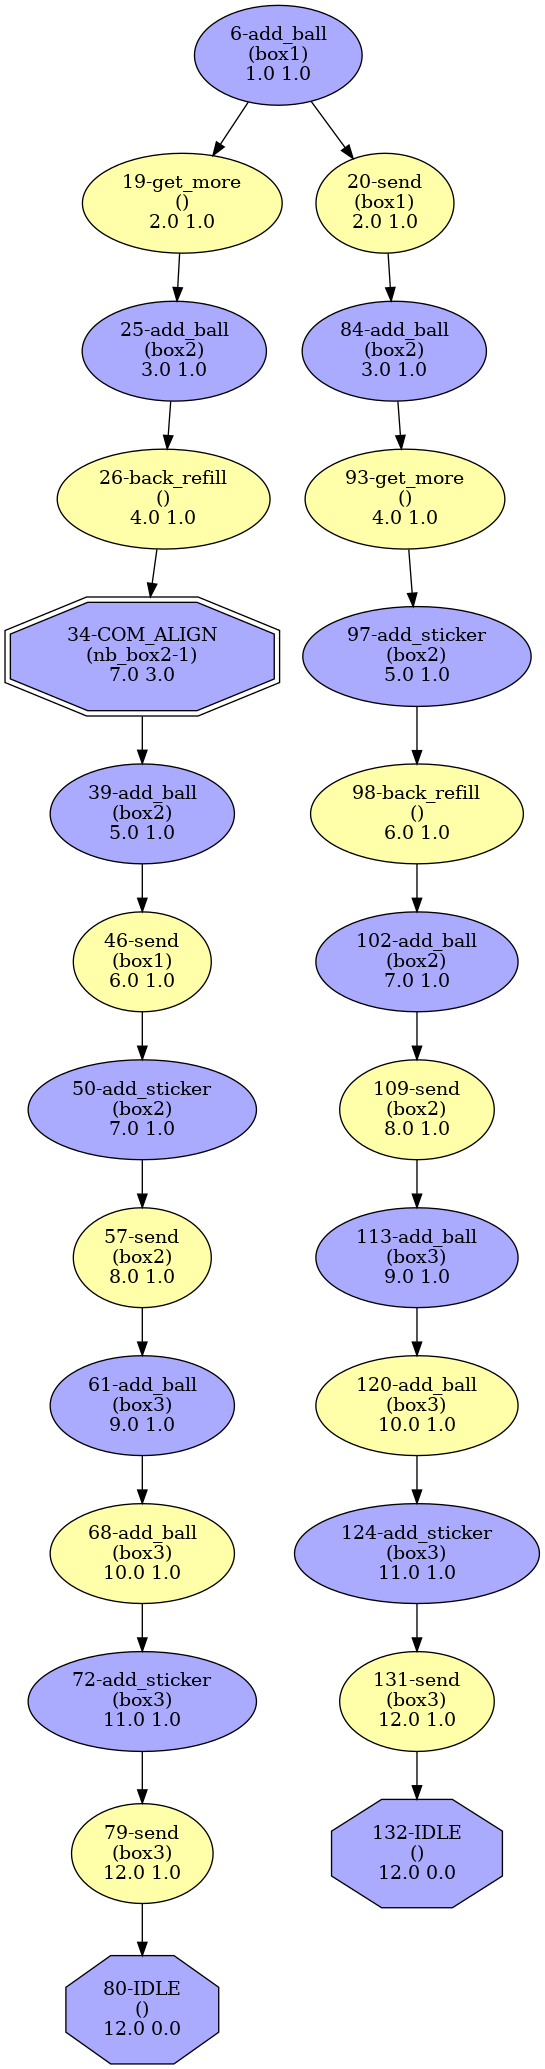 6-add_ball
(box1)
1.0 1.0
19-get_more
()
2.0 1.0
20-send
(box1)
2.0 1.0
25-add_ball
(box2)
3.0 1.0
84-add_ball
(box2)
3.0 1.0
26-back_refill
()
4.0 1.0
93-get_more
()
4.0 1.0
34-COM_ALIGN
(nb_box2-1)
7.0 3.0
97-add_sticker
(box2)
5.0 1.0
39-add_ball
(box2)
5.0 1.0
98-back_refill
()
6.0 1.0
46-send
(box1)
6.0 1.0
102-add_ball
(box2)
7.0 1.0
50-add_sticker
(box2)
7.0 1.0
109-send
(box2)
8.0 1.0
57-send
(box2)
8.0 1.0
113-add_ball
(box3)
9.0 1.0
61-add_ball
(box3)
9.0 1.0
120-add_ball
(box3)
10.0 1.0
68-add_ball
(box3)
10.0 1.0
124-add_sticker
(box3)
11.0 1.0
72-add_sticker
(box3)
11.0 1.0
131-send
(box3)
12.0 1.0
79-send
(box3)
12.0 1.0
132-IDLE
()
12.0 0.0
80-IDLE
()
12.0 0.0